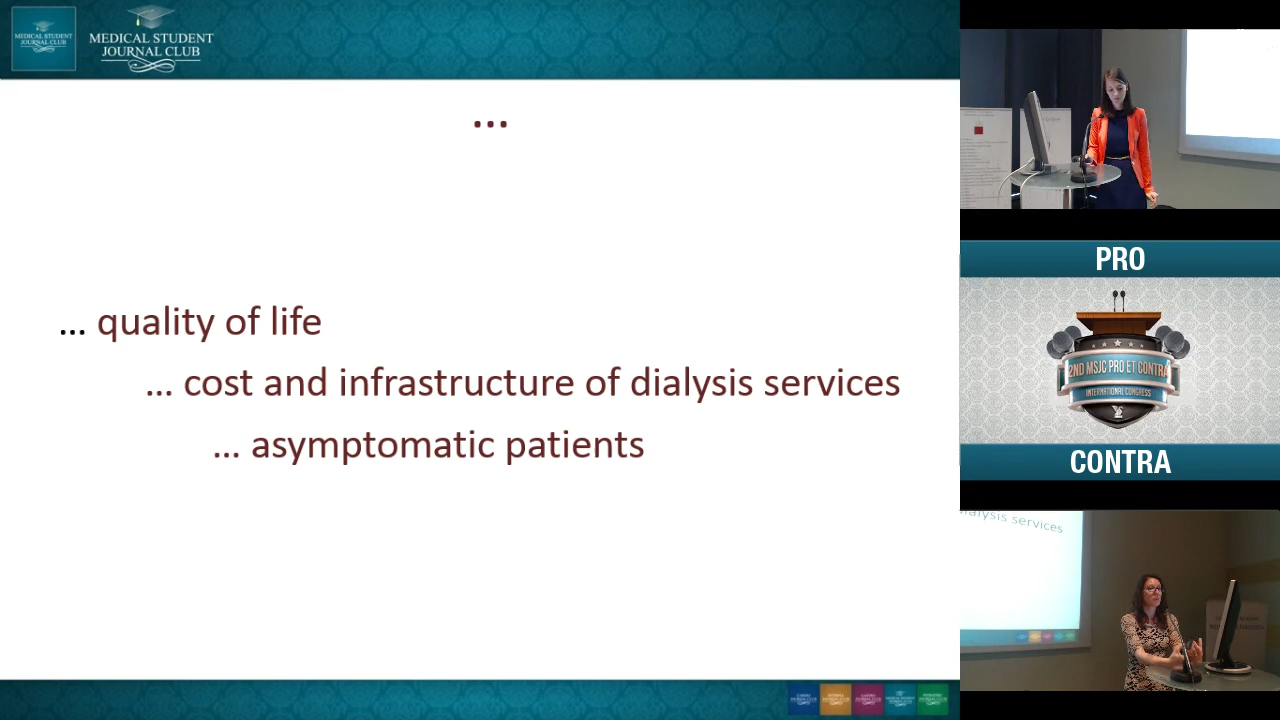 MEDICAL STUDENT
JOURNAL CLUB
MEDICAL STUDENT
JOURNAL CLUB
...
... quality of life
... cost and infrastructure of dialysis services
... asymptomatic patients
PRO
2ND MSJC PRO ET CONTRA
INTERNATIONAL CONGRESS
CONTRA
dialysis services